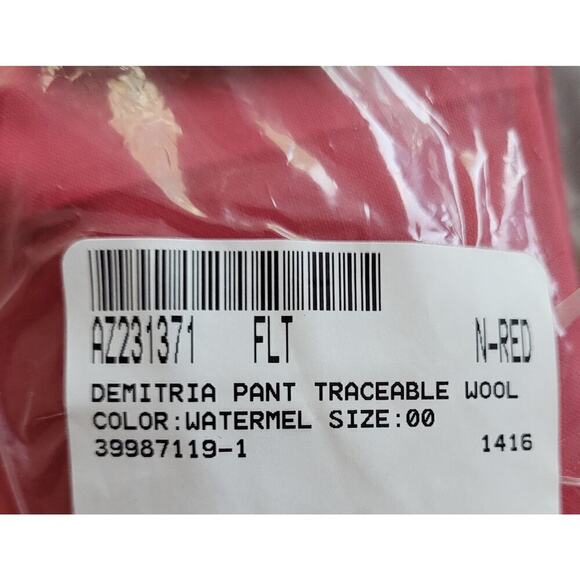 AZ231371 FLT N-RED
DEMITRIA PANT TRACEABLE WOOL
COLOR:WATERMEL SIZE:00
39987119-1 1416